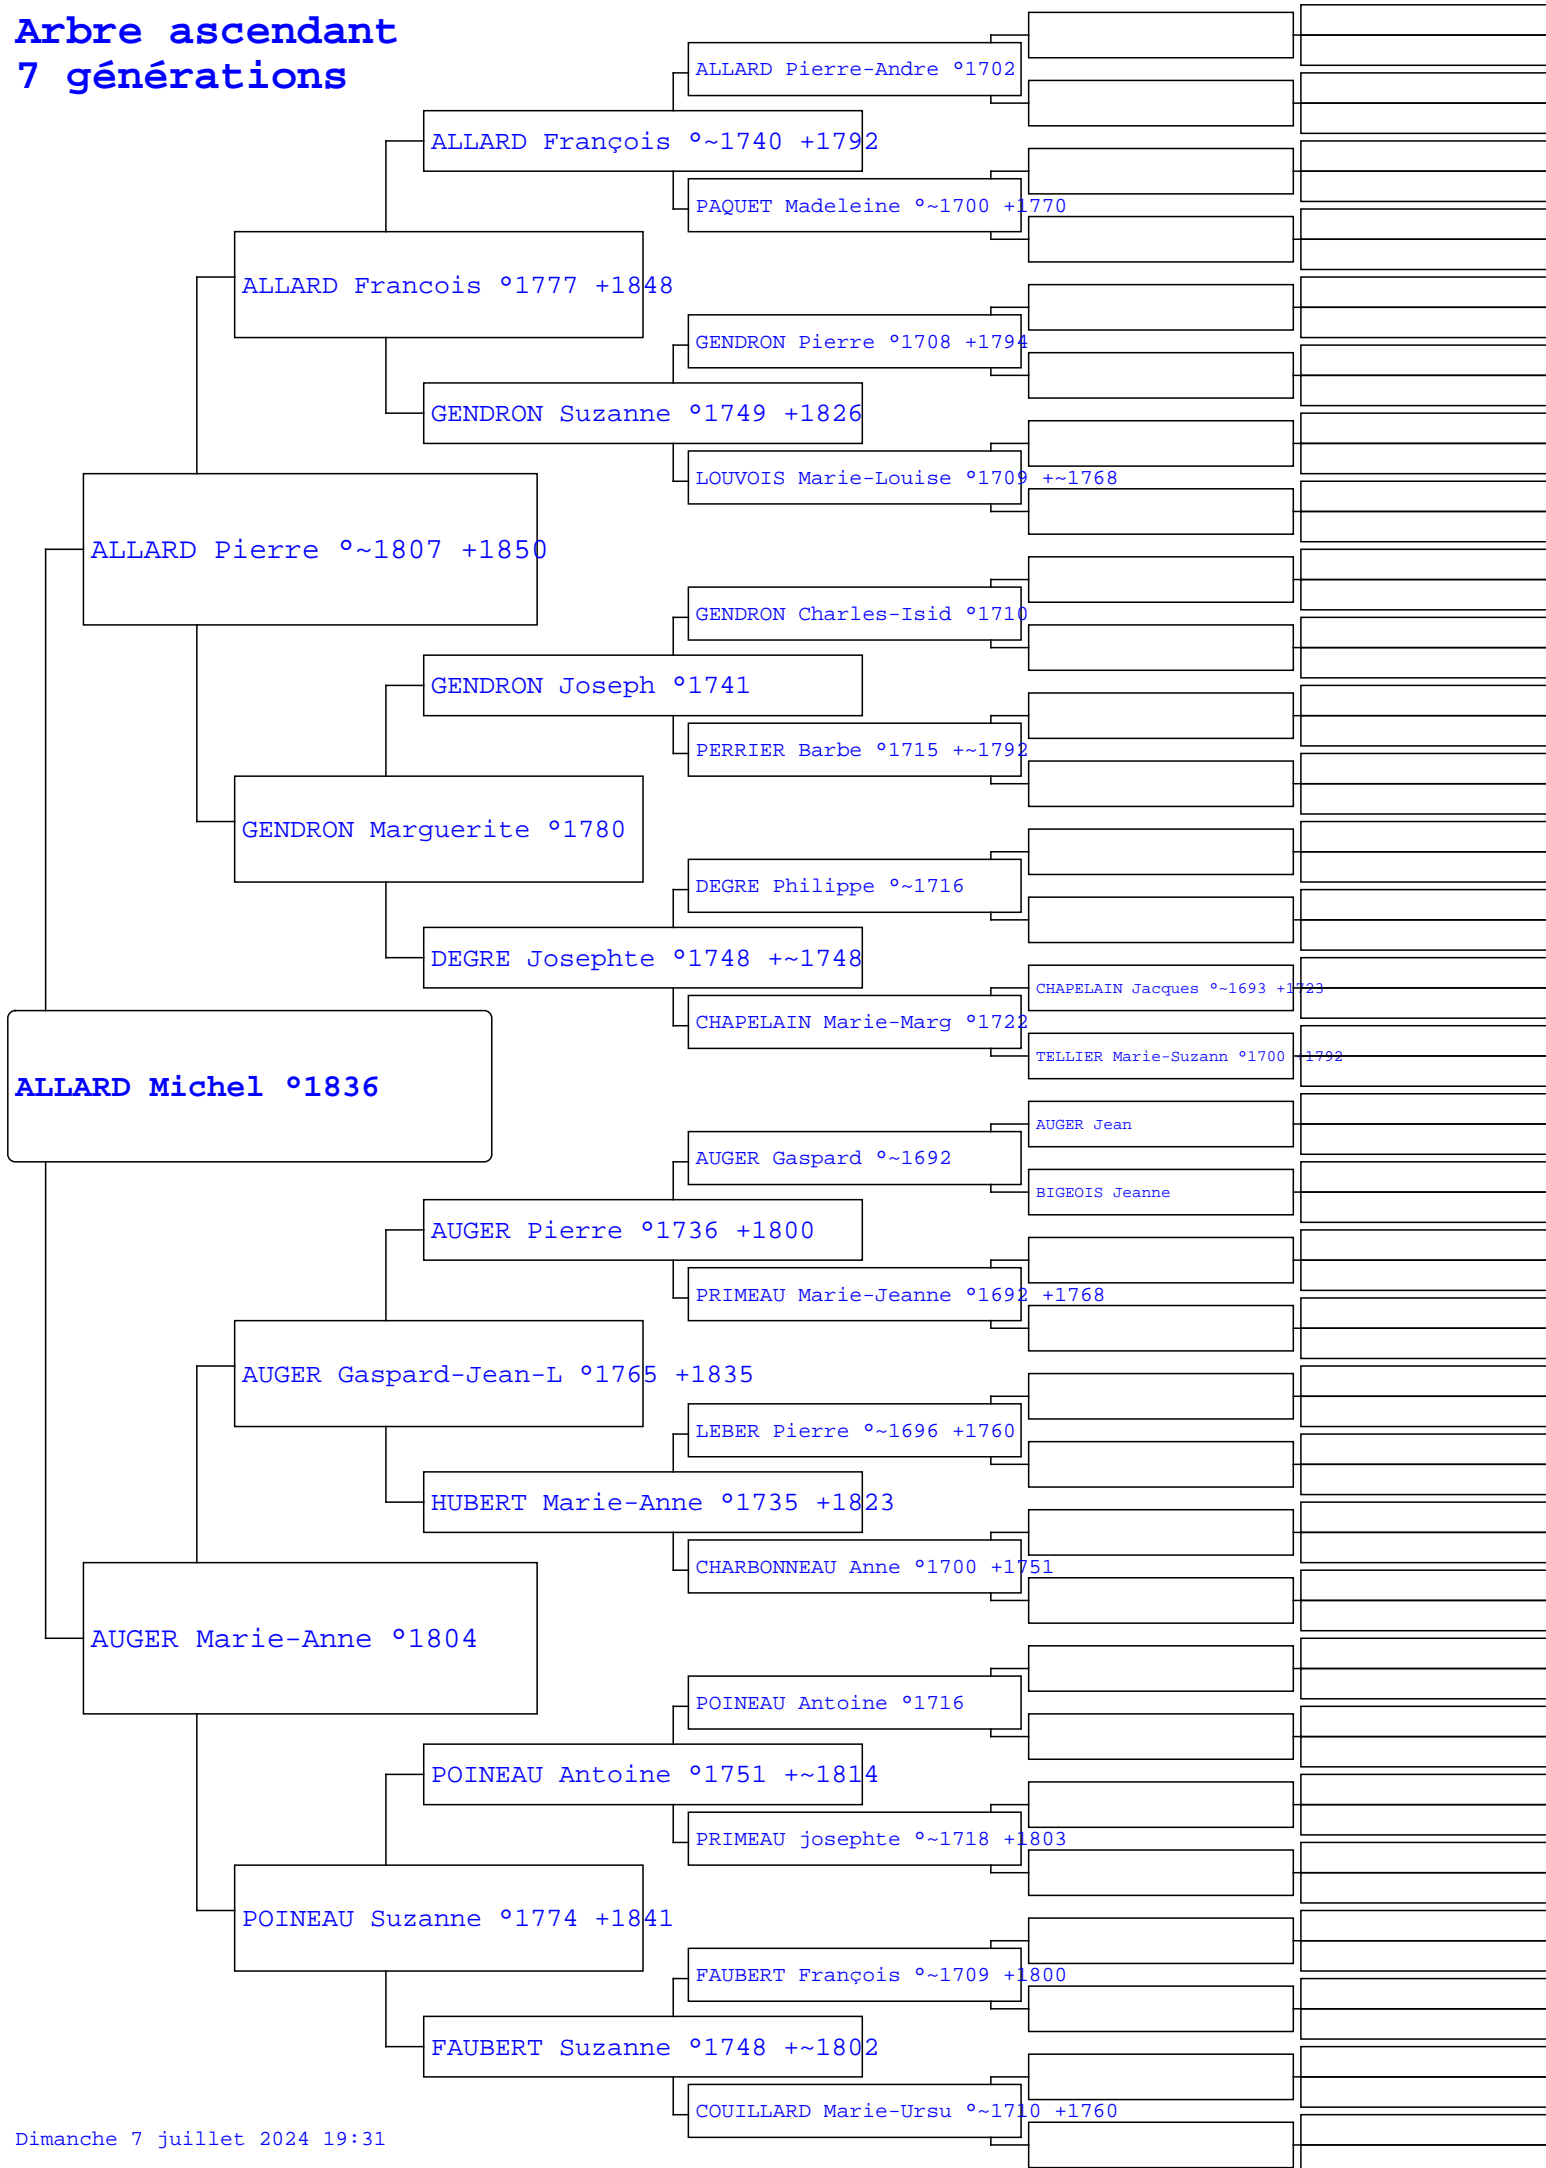 Arbre ascendant
7 générations
ALLARD Pierre-Andre °1702
ALLARD François °~1740 +1792
PAQUET Madeleine °~1700 +1770
ALLARD Francois °1777 +1848
GENDRON Pierre °1708 +1794
GENDRON Suzanne °1749 +1826
LOUVOIS Marie-Louise °1709 +~1768
ALLARD Pierre °~1807 +1850
GENDRON Charles-Isid °1710
GENDRON Joseph °1741
PERRIER Barbe °1715 +~1792
GENDRON Marguerite °1780
DEGRE Philippe °~1716
DEGRE Josephte °1748 +~1748
CHAPELAIN Jacques °~1693 +1723
CHAPELAIN Marie-Marg °1722
TELLIER Marie-Suzann °1700 +1792
ALLARD Michel °1836
AUGER Jean
AUGER Gaspard °~1692
BIGEOIS Jeanne
AUGER Pierre °1736 +1800
PRIMEAU Marie-Jeanne °1692 +1768
AUGER Gaspard-Jean-L °1765 +1835
LEBER Pierre °~1696 +1760
HUBERT Marie-Anne °1735 +1823
CHARBONNEAU Anne °1700 +1751
AUGER Marie-Anne °1804
POINEAU Antoine °1716
POINEAU Antoine °1751 +~1814
PRIMEAU josephte °~1718 +1803
POINEAU Suzanne °1774 +1841
FAUBERT François °~1709 +1800
FAUBERT Suzanne °1748 +~1802
COUILLARD Marie-Ursu °~1710 +1760
Dimanche 7 juillet 2024 19:31